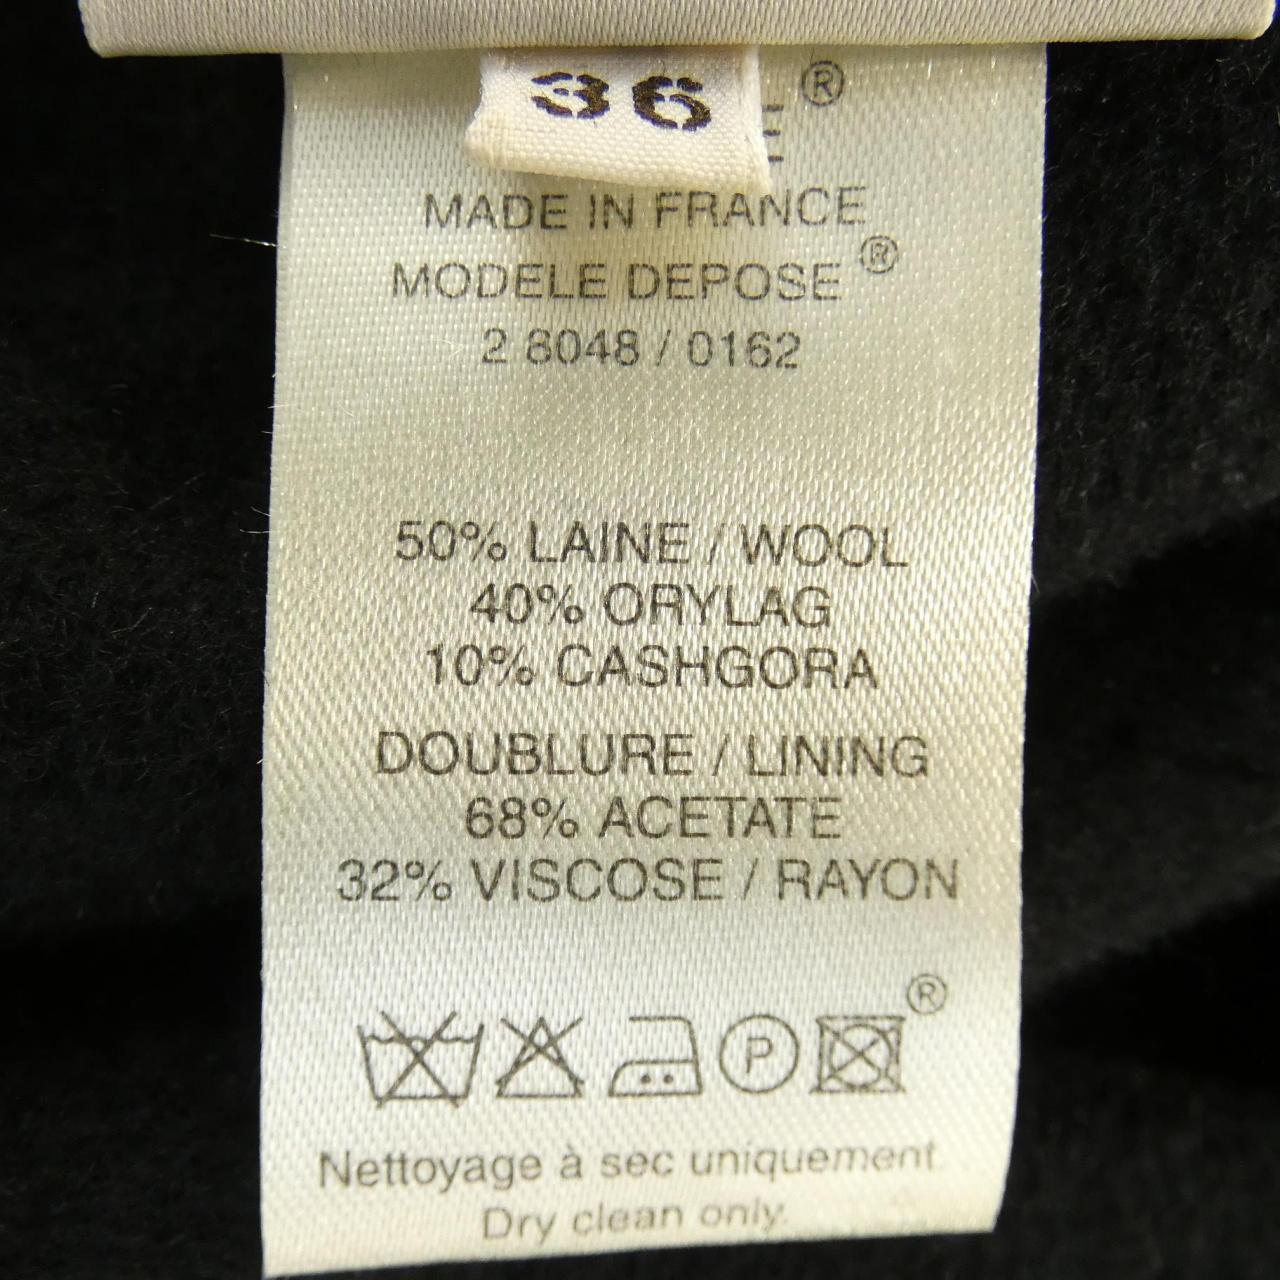 36
®
MADE IN FRANCE
MODELE DEPOSE ®
2 8048 / 0162
50% LAINE / WOOL
40% ORYLAG
10% CASHGORA
DOUBLURE / LINING
68% ACETATE
32% VISCOSE / RAYON
®
P
Nettoyage à sec uniquement
Dry clean only.